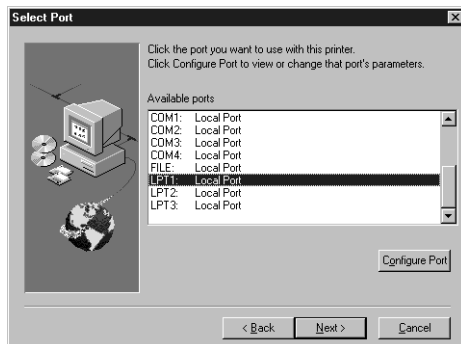 Select Port
Click the port you want to use with this printer.
Click Configure Port to view or change that port's parameters.
Available ports
COM1: Local Port
COM2: Local Port
COM3: Local Port
COM4: Local Port
FILE: Local Port
LPT1: Local Port
LPT2: Local Port
LPT3: Local Port
Configure Port
< Back Next > Cancel